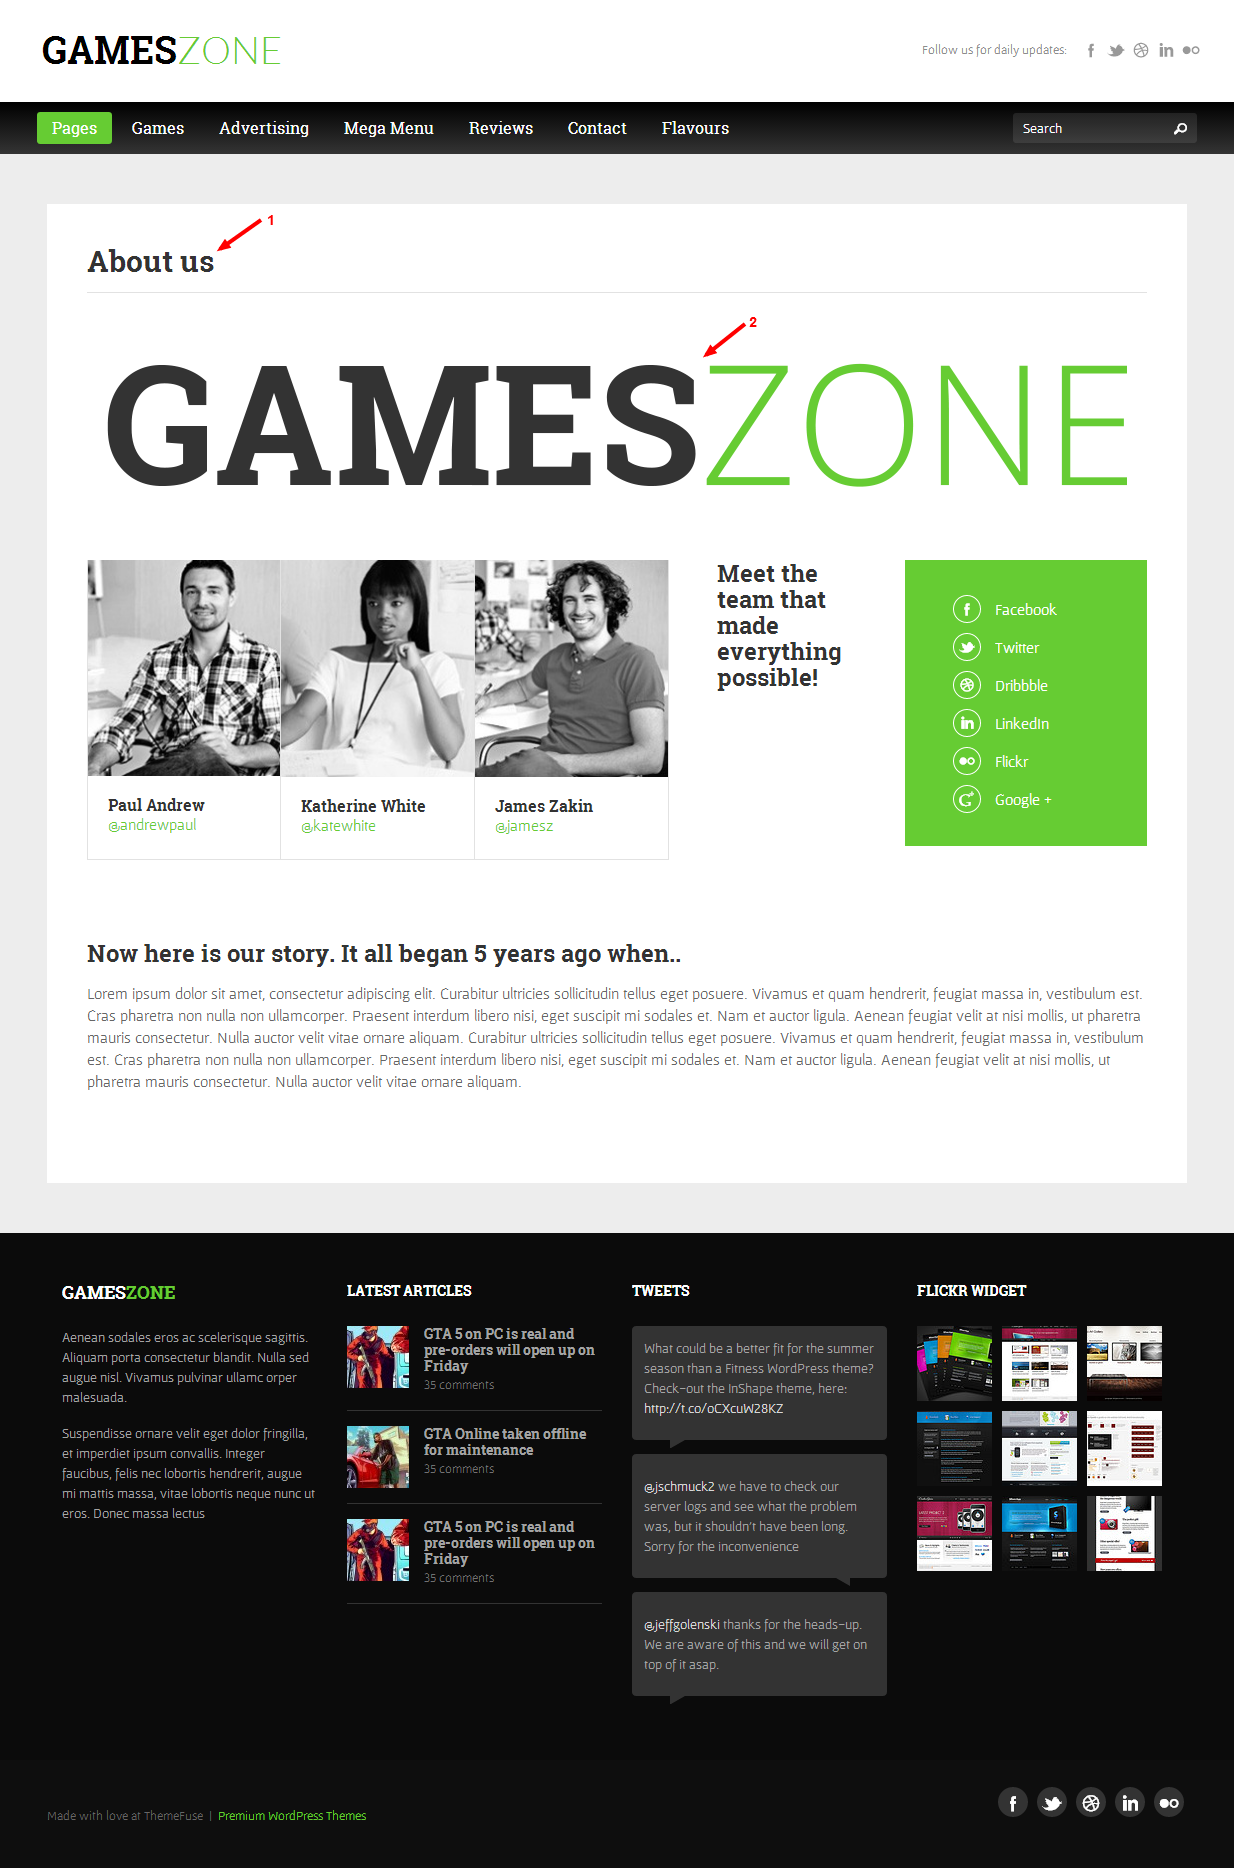 GAMESZONE
Follow us for daily updates:
Pages Games Advertising Mega Menu Reviews Contact Flavours Search
1
About us
2
GAMESZONE
Meet the
team that
made
everything
possible!
Facebook
Twitter
Dribbble
LinkedIn
Flickr
Google +
Paul Andrew
@andrewpaul
Katherine White
@katewhite
James Zakin
@jamesz
Now here is our story. It all began 5 years ago when..
Lorem ipsum dolor sit amet, consectetur adipiscing elit. Curabitur ultricies sollicitudin tellus eget posuere. Vivamus et quam hendrerit, feugiat massa in, vestibulum est.
Cras pharetra non nulla non ullamcorper. Praesent interdum libero nisi, eget suscipit mi sodales et. Nam et auctor ligula. Aenean feugiat velit at nisi mollis, ut pharetra
mauris consectetur. Nulla auctor velit vitae ornare aliquam. Curabitur ultricies sollicitudin tellus eget posuere. Vivamus et quam hendrerit, feugiat massa in, vestibulum
est. Cras pharetra non nulla non ullamcorper. Praesent interdum libero nisi, eget suscipit mi sodales et. Nam et auctor ligula. Aenean feugiat velit at nisi mollis, ut
pharetra mauris consectetur. Nulla auctor velit vitae ornare aliquam.
GAMESZONE
Aenean sodales eros ac scelerisque sagittis.
Aliquam porta consectetur blandit. Nulla sed
augue nisl. Vivamus pulvinar ullamc orper
malesuada.
Suspendisse ornare velit eget dolor fringilla,
et imperdiet ipsum convallis. Integer
faucibus, felis nec lobortis hendrerit, augue
mi mattis massa, vitae lobortis neque nunc ut
eros. Donec massa lectus
LATEST ARTICLES
GTA 5 on PC is real and
pre-orders will open up on
Friday
35 comments
GTA Online taken offline
for maintenance
35 comments
GTA 5 on PC is real and
pre-orders will open up on
Friday
35 comments
TWEETS
What could be a better fit for the summer
season than a Fitness WordPress theme?
Check-out the InShape theme, here:
http://t.co/oCXcuW28KZ
@jschmuck2 we have to check our
server logs and see what the problem
was, but it shouldn't have been long.
Sorry for the inconvenience
@jeffgolenski thanks for the heads-up.
We are aware of this and we will get on
top of it asap.
FLICKR WIDGET
Made with love at ThemeFuse | Premium WordPress Themes